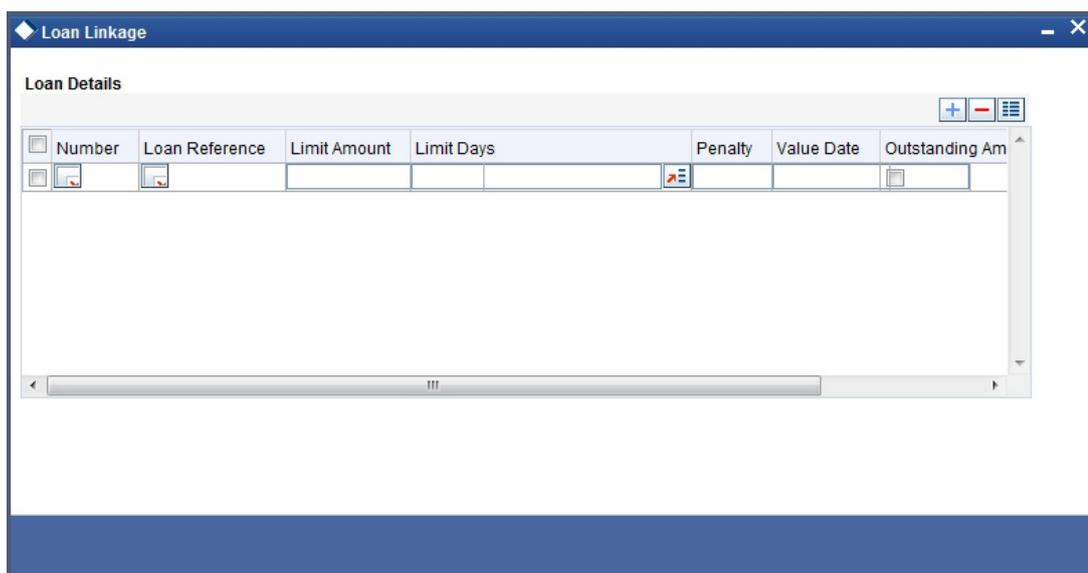 Loan Linkage
Loan Details
Number Loan Reference Limit Amount Limit Days Penalty Value Date Outstanding Am